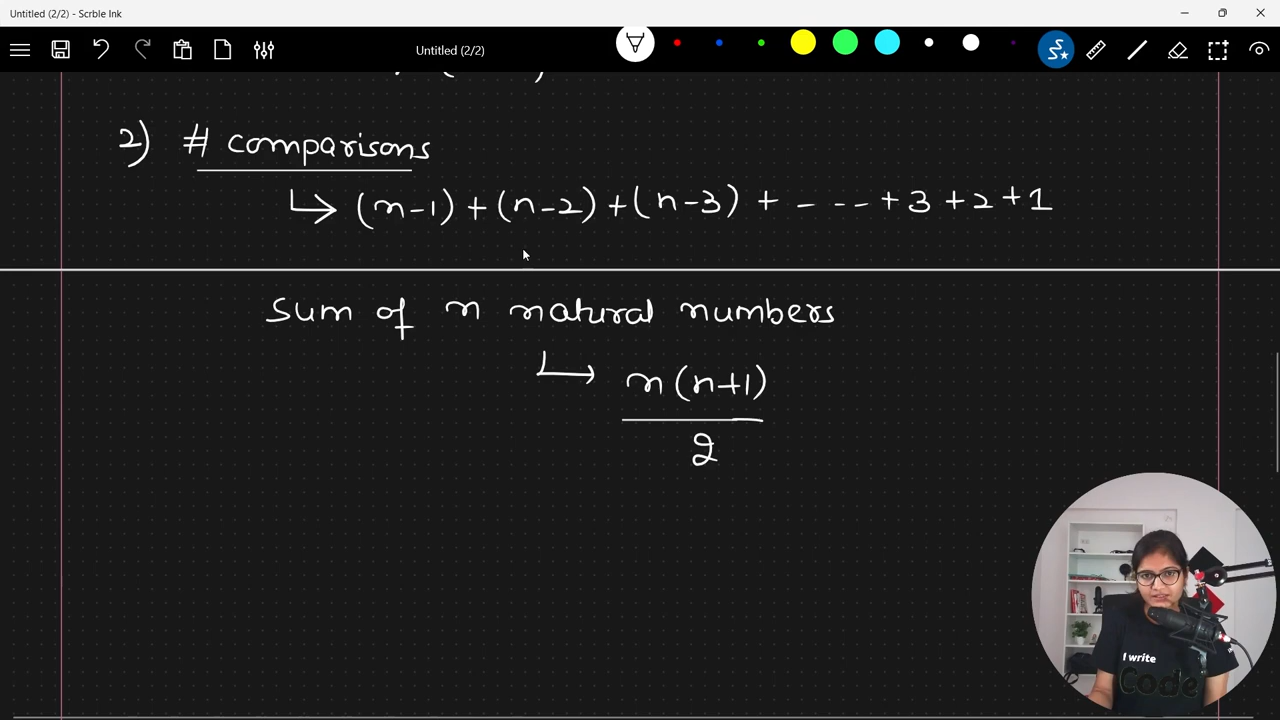 Untitled (2/2) - Scrble Ink
Untitled (2/2)
2) # comparisons
↳ (n-1) + (n-2) + (n-3) + - - - - + 3 + 2 + 1
Sum of n natural numbers
↳ n(n+1)
2
I write
Code